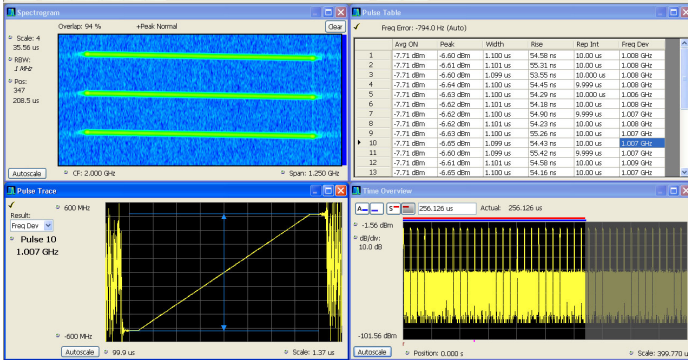 Spectrogram
Overlap: 94 %
+Peak Normal
Clear
Scale: 4
35.56 us
RBW:
1 MHz
Pos:
347
208.5 us
Autoscale
CF: 2.000 GHz
Span: 1.250 GHz
Pulse Table
Freq Error: -794.0 Hz (Auto)
Avg ON Peak Width Rise Rep Int Freq Dev
1 -7.71 dBm -6.60 dBm 1.100 us 54.58 ns 10.00 us 1.008 GHz
2 -7.71 dBm -6.61 dBm 1.101 us 55.31 ns 10.00 us 1.008 GHz
3 -7.71 dBm -6.60 dBm 1.099 us 53.55 ns 10.000 us 1.008 GHz
4 -7.71 dBm -6.64 dBm 1.100 us 54.45 ns 9.999 us 1.008 GHz
5 -7.71 dBm -6.63 dBm 1.100 us 54.29 ns 10.000 us 1.006 GHz
6 -7.71 dBm -6.62 dBm 1.101 us 54.18 ns 10.00 us 1.008 GHz
7 -7.71 dBm -6.62 dBm 1.100 us 54.90 ns 9.999 us 1.007 GHz
8 -7.71 dBm -6.62 dBm 1.101 us 54.23 ns 10.00 us 1.008 GHz
9 -7.71 dBm -6.63 dBm 1.100 us 55.26 ns 10.00 us 1.007 GHz
10 -7.71 dBm -6.65 dBm 1.099 us 54.43 ns 10.00 us 1.007 GHz
11 -7.71 dBm -6.60 dBm 1.099 us 55.42 ns 9.999 us 1.007 GHz
12 -7.71 dBm -6.61 dBm 1.101 us 54.58 ns 10.00 us 1.009 GHz
13 -7.71 dBm -6.65 dBm 1.100 us 54.16 ns 10.00 us 1.007 GHz
Pulse Trace
Result:
Freq Dev
Pulse 10
1.007 GHz
600 MHz
-600 MHz
Autoscale
99.9 us
Scale: 1.37 us
Time Overview
A
S
256.126 us
Actual: 256.126 us
-1.56 dBm
dB/div:
10.0 dB
-101.56 dBm
Autoscale
Position: 0.000 s
Scale: 399.770 u